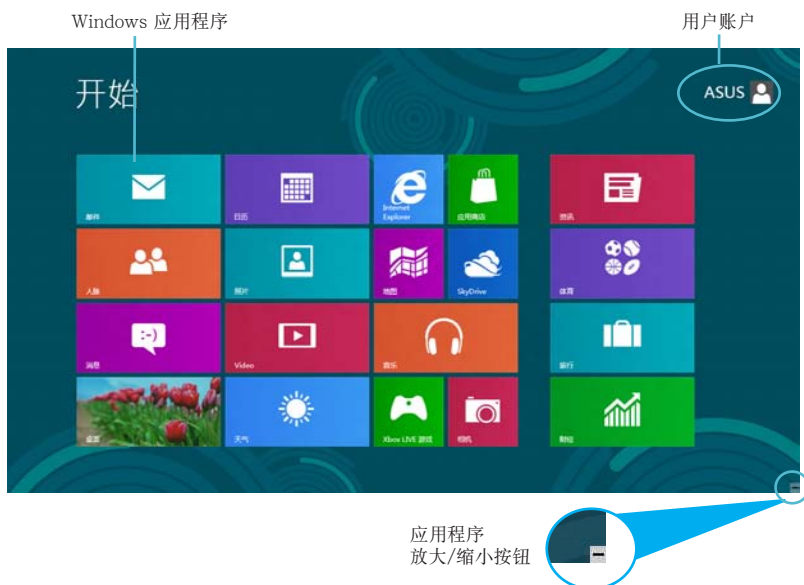 Windows 应用程序
用户账户
开始
ASUS
邮件
日历
Internet
Explorer
应用商店
资讯
人脉
照片
地图
SkyDrive
体育
消息
Video
音乐
旅行
桌面
天气
Xbox LIVE 游戏
相机
财经
应用程序
放大/缩小按钮